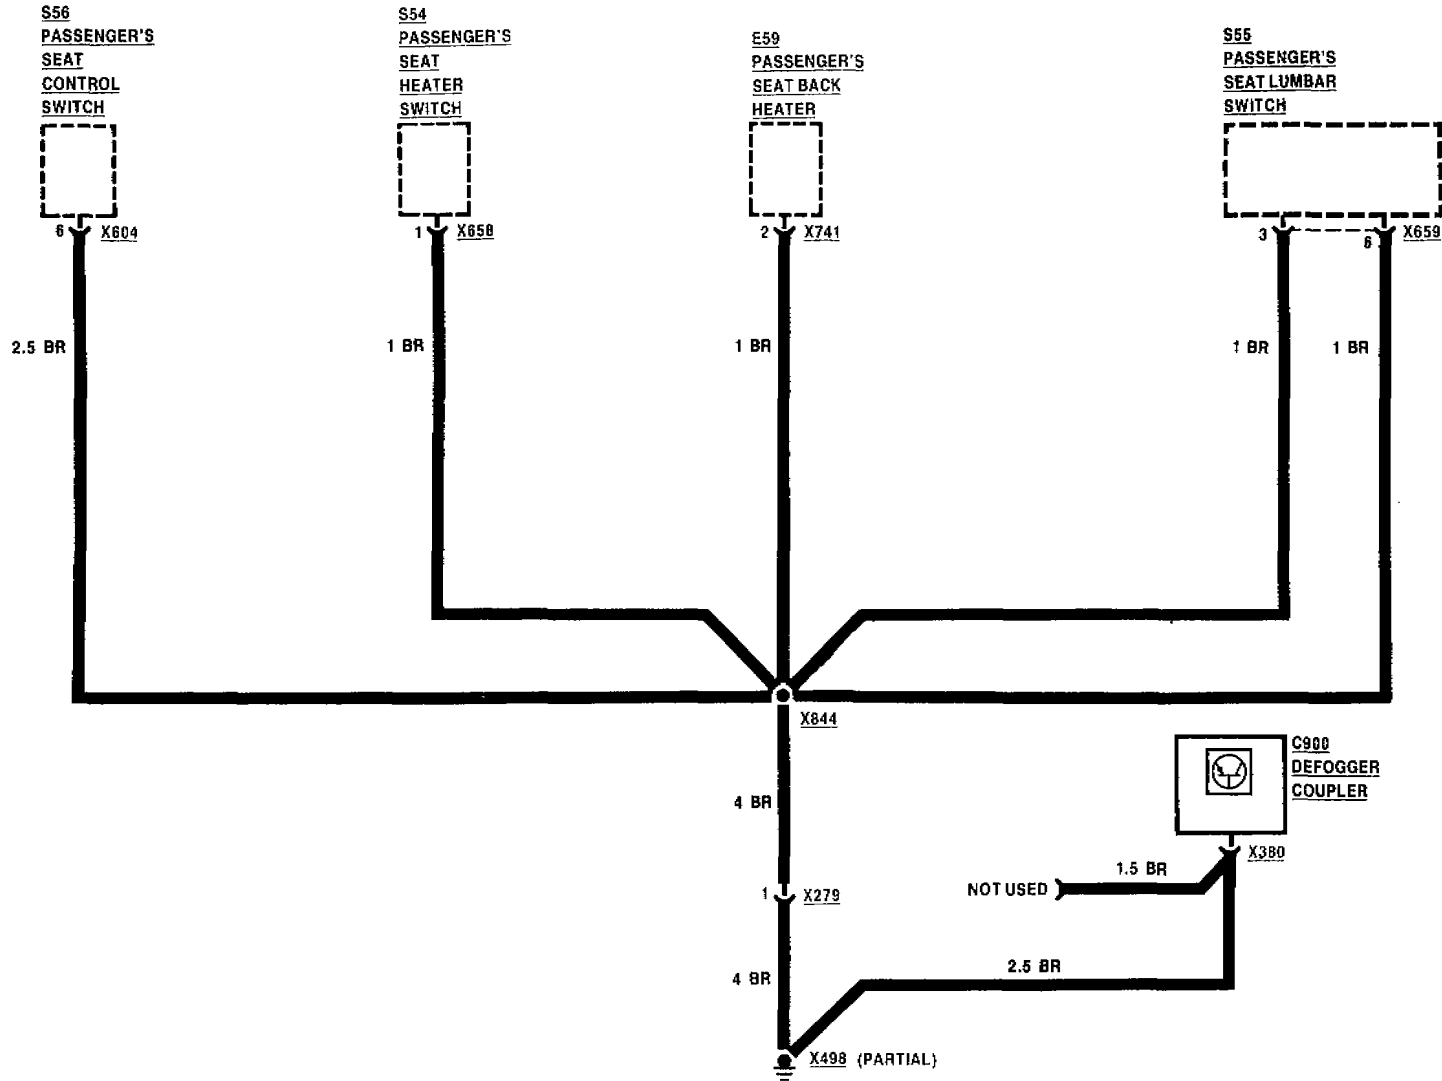 S56
PASSENGER'S
SEAT
CONTROL
SWITCH
S54
PASSENGER'S
SEAT
HEATER
SWITCH
E59
PASSENGER'S
SEAT BACK
HEATER
S55
PASSENGER'S
SEAT LUMBAR
SWITCH
6
X604
1
X658
2
X741
3
6
X659
2.5 BR
1 BR
1 BR
1 BR
1 BR
X844
C900
DEFOGGER
COUPLER
4 BR
X380
1.5 BR
NOT USED
1
X279
2.5 BR
4 BR
X498 (PARTIAL)